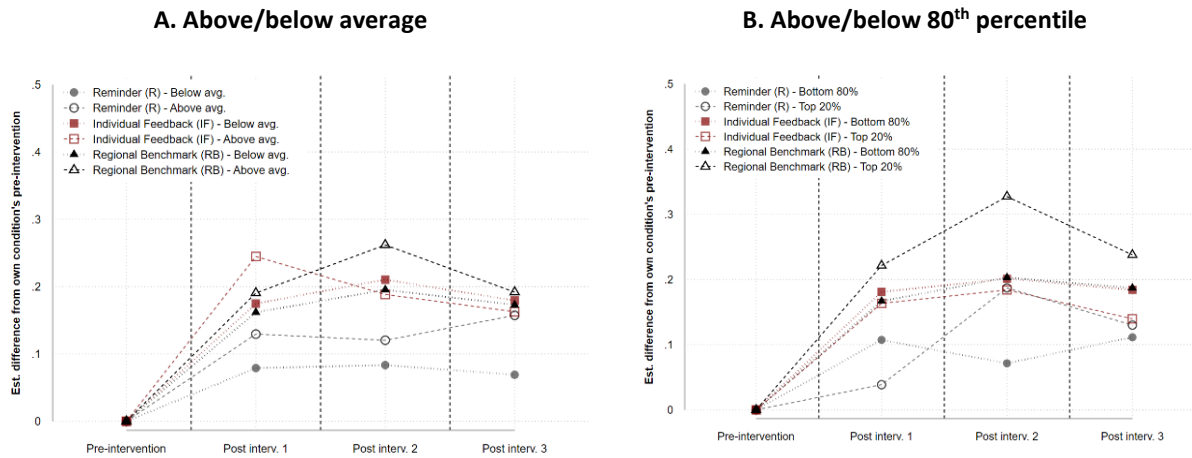 A. Above/below average
Est. difference from own condition's pre-intervention
.5
.4
.3
.2
.1
0
Reminder (R) - Below avg.
Reminder (R) - Above avg.
Individual Feedback (IF) - Below avg.
Individual Feedback (IF) - Above avg.
Regional Benchmark (RB) - Below avg.
Regional Benchmark (RB) - Above avg.
Pre-intervention Post interv. 1 Post interv. 2 Post interv. 3
B. Above/below 80th percentile
Est. difference from own condition's pre-intervention
.5
.4
.3
.2
.1
0
Reminder (R) - Bottom 80%
Reminder (R) - Top 20%
Individual Feedback (IF) - Bottom 80%
Individual Feedback (IF) - Top 20%
Regional Benchmark (RB) - Bottom 80%
Regional Benchmark (RB) - Top 20%
Pre-intervention Post interv. 1 Post interv. 2 Post interv. 3